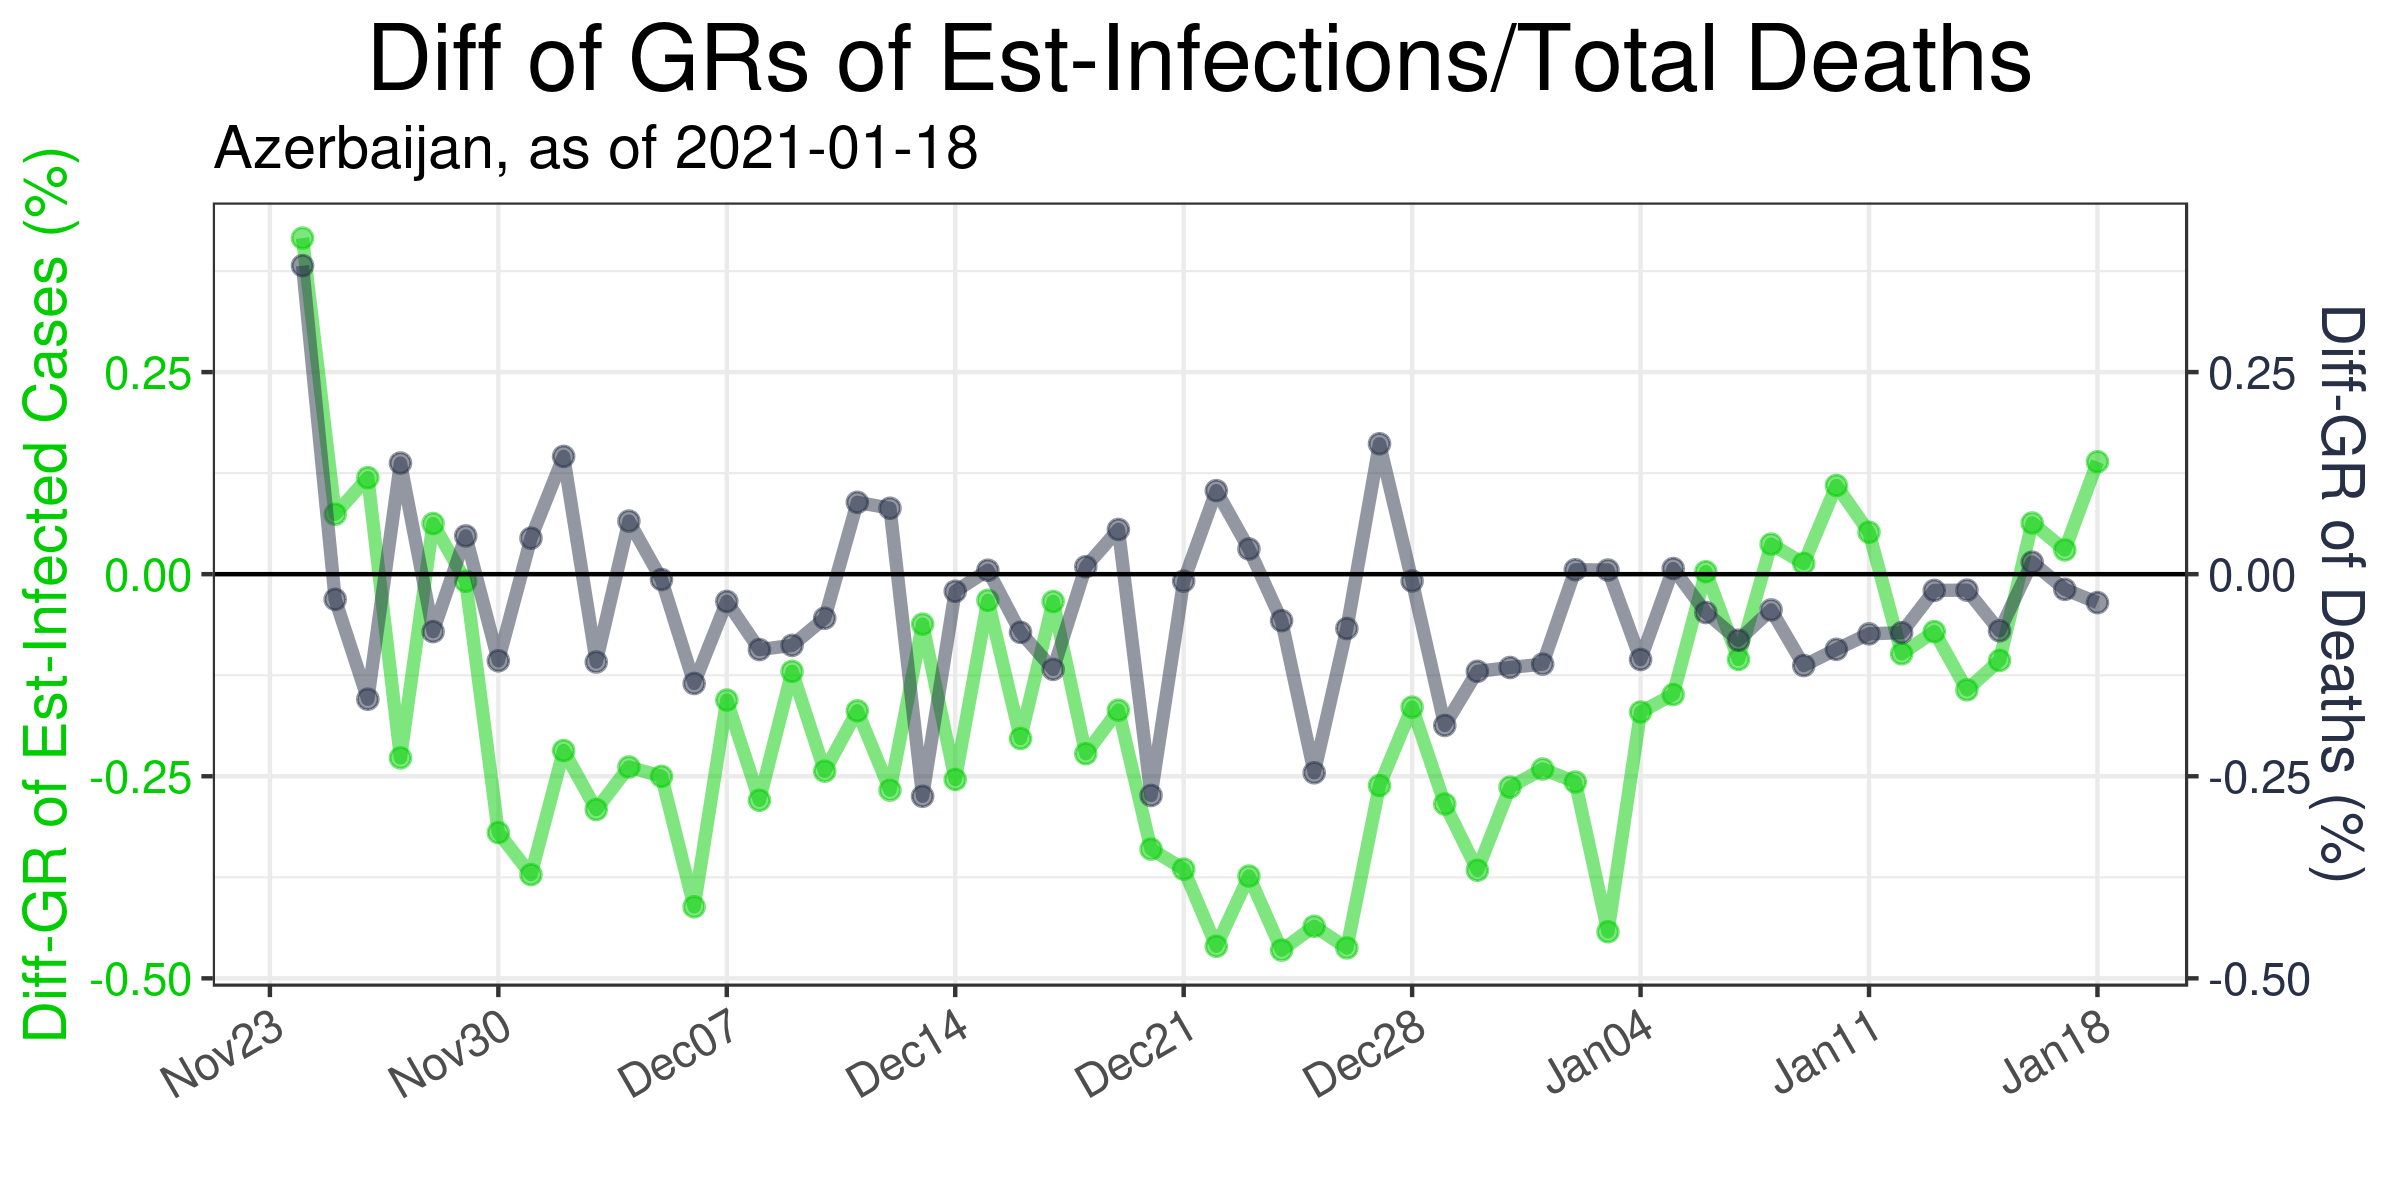 Diff of GRs of Est-Infections/Total Deaths
Azerbaijan, as of 2021-01-18
Diff-GR of Est-Infected Cases (%)
0.25
0.00
-0.25
-0.50
0.25
0.00
-0.25
-0.50
Diff-GR of Deaths (%)
Nov23
Nov30
Dec07
Dec14
Dec21
Dec28
Jan04
Jan11
Jan18